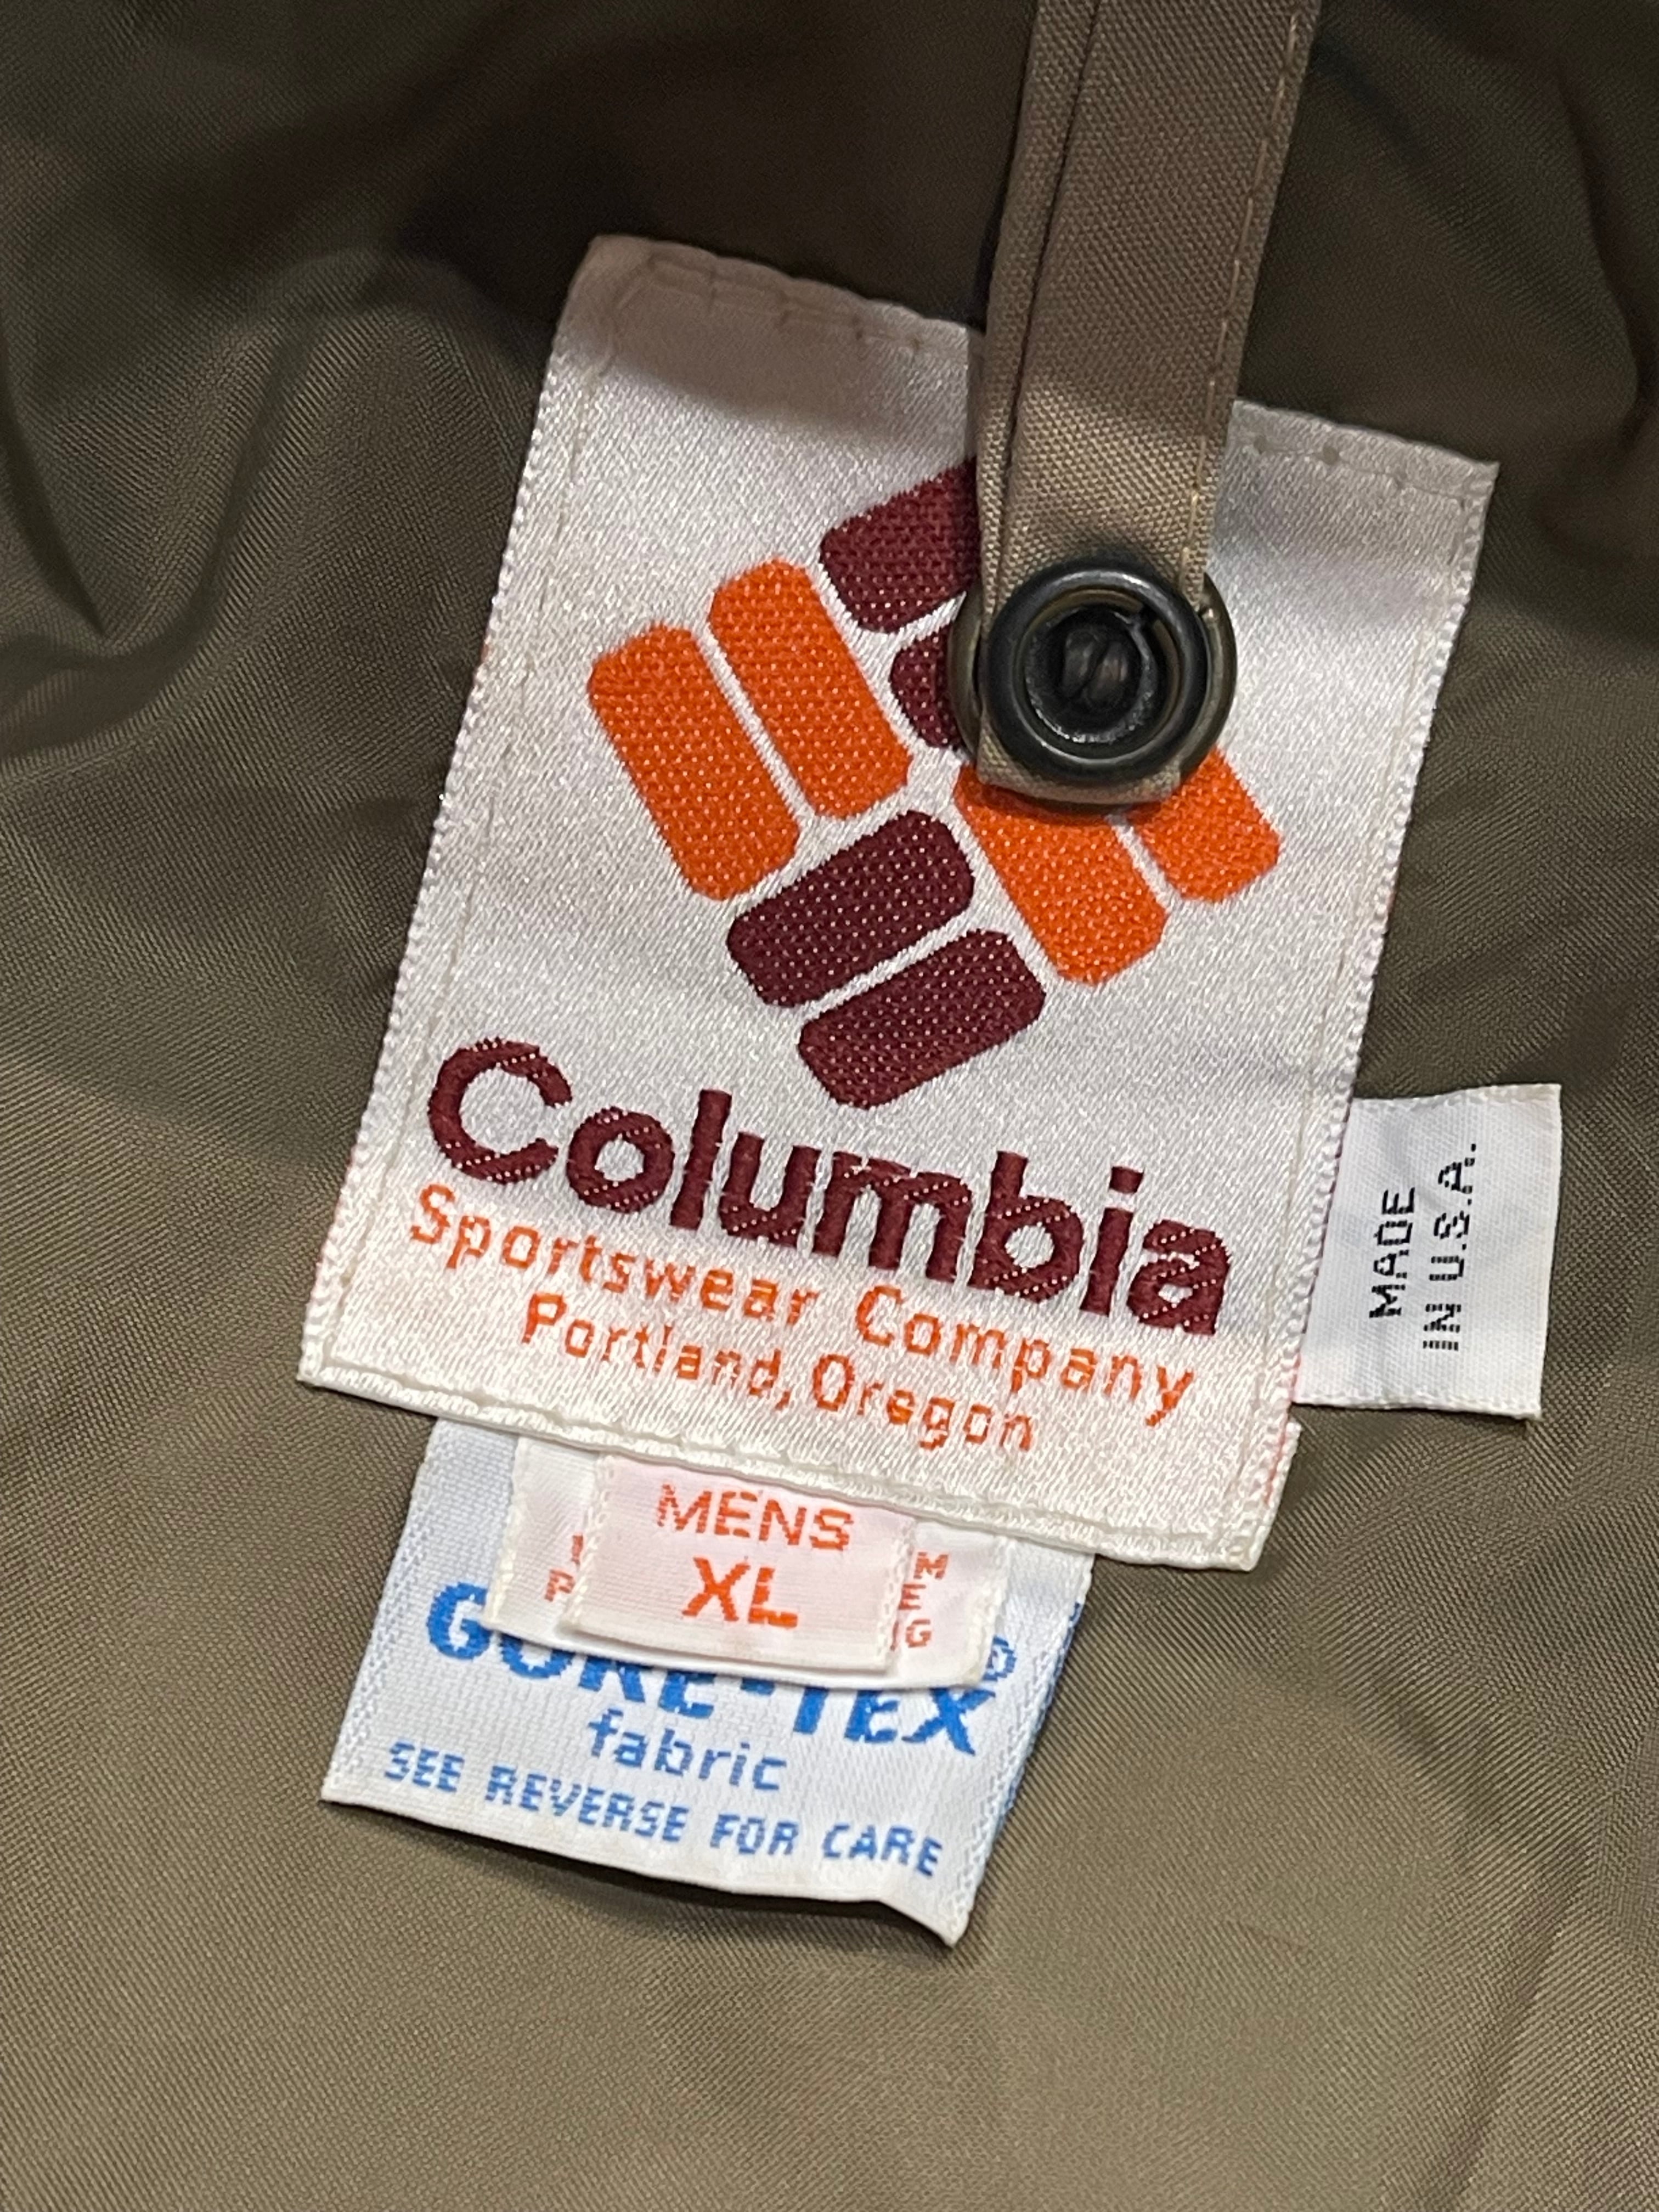 Columbia
Sportswear Company
Portland, Oregon
MADE
IN U.S.A.
MENS
XL
GORE-TEX®
fabric
SEE REVERSE FOR CARE